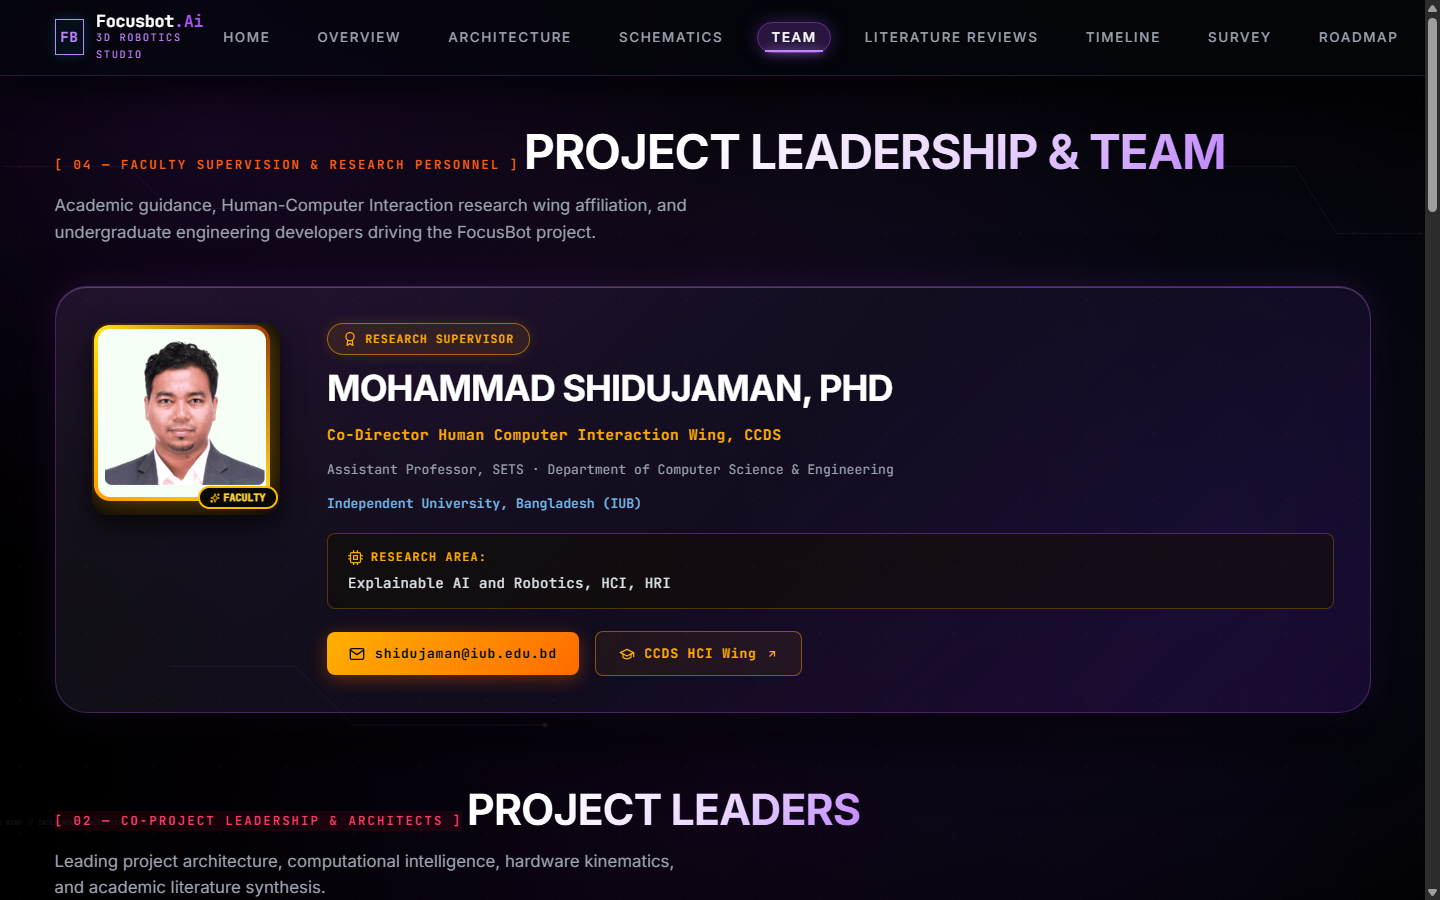 FB
Focusbot.Ai
3D ROBOTICS
STUDIO
HOME
OVERVIEW
ARCHITECTURE
SCHEMATICS
TEAM
LITERATURE REVIEWS
TIMELINE
SURVEY
ROADMAP
[ 04 — FACULTY SUPERVISION & RESEARCH PERSONNEL ] PROJECT LEADERSHIP & TEAM
Academic guidance, Human-Computer Interaction research wing affiliation, and
undergraduate engineering developers driving the FocusBot project.
FACULTY
RESEARCH SUPERVISOR
MOHAMMAD SHIDUJAMAN, PHD
Co-Director Human Computer Interaction Wing, CCDS
Assistant Professor, SETS · Department of Computer Science & Engineering
Independent University, Bangladesh (IUB)
RESEARCH AREA:
Explainable AI and Robotics, HCI, HRI
shidujaman@iub.edu.bd
CCDS HCI Wing
[ 02 — CO-PROJECT LEADERSHIP & ARCHITECTS ] PROJECT LEADERS
Leading project architecture, computational intelligence, hardware kinematics,
and academic literature synthesis.